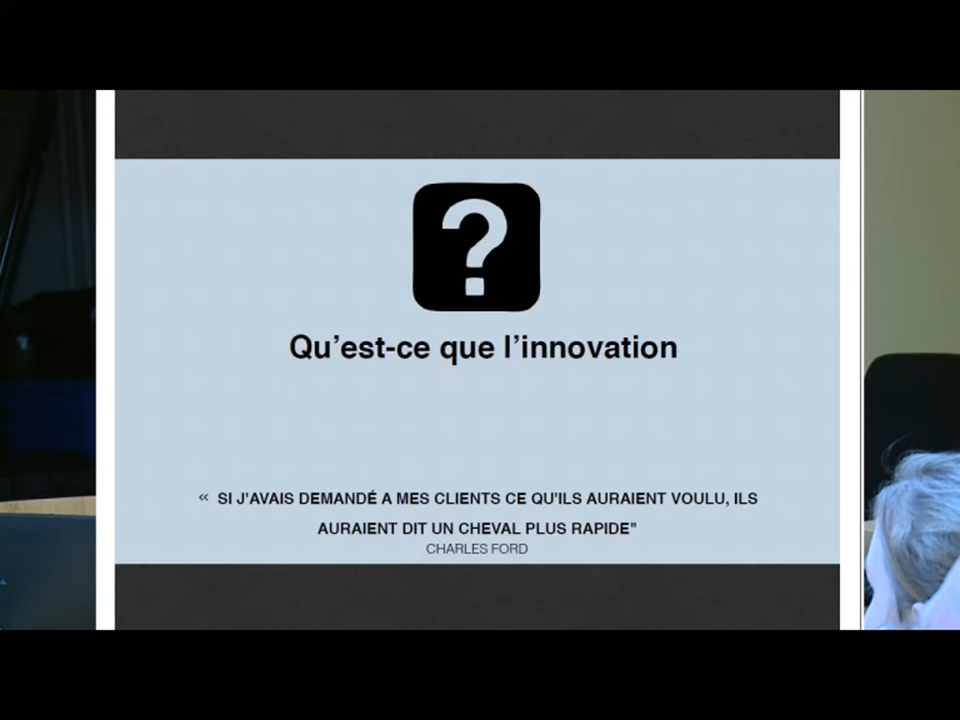 ?
Qu'est-ce que l'innovation
« SI J'AVAIS DEMANDÉ A MES CLIENTS CE QU'ILS AURAIENT VOULU, ILS
AURAIENT DIT UN CHEVAL PLUS RAPIDE"
CHARLES FORD